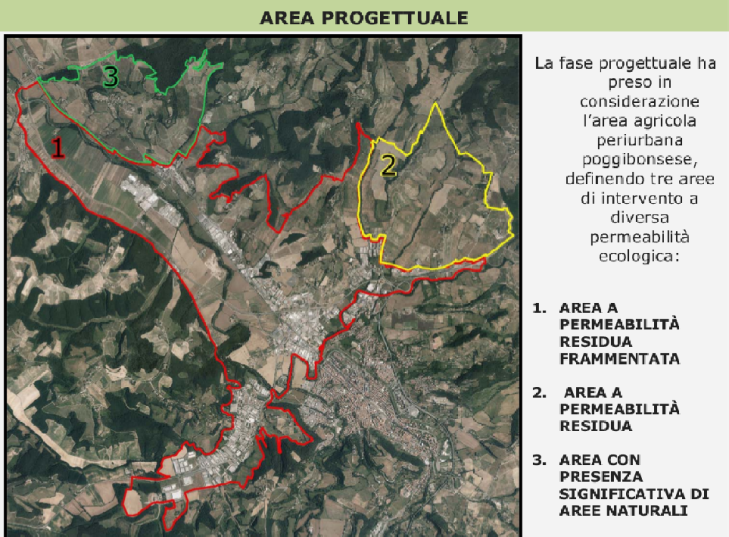 AREA PROGETTUALE
3
1
2
La fase progettuale ha
preso in
considerazione
l'area agricola
periurbana
poggibonsese,
definendo tre aree
di intervento a
diversa
permeabilità
ecologica:
1. AREA A
PERMEABILITÀ
RESIDUA
FRAMMENTATA
2. AREA A
PERMEABILITÀ
RESIDUA
3. AREA CON
PRESENZA
SIGNIFICATIVA DI
AREE NATURALI